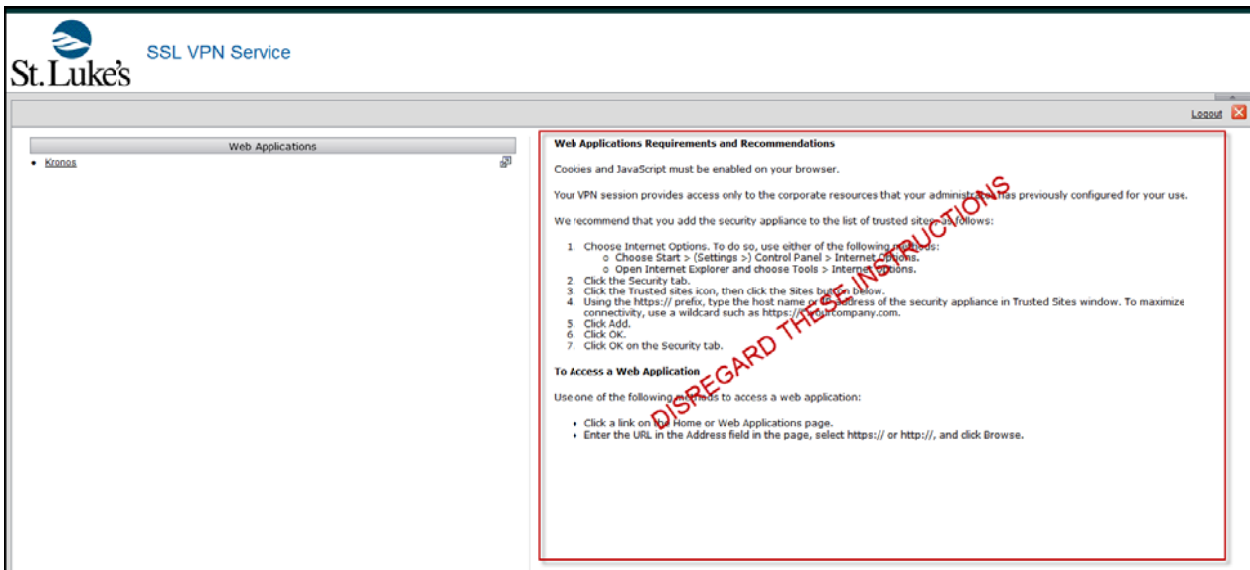 St. Luke's
SSL VPN Service
Logout
Web Applications
• Kronos
Web Applications Requirements and Recommendations
Cookies and JavaScript must be enabled on your browser.
Your VPN session provides access only to the corporate resources that your administrator has previously configured for your use.
We recommend that you add the security appliance to the list of trusted sites, as follows:
1 Choose Internet Options. To do so, use either of the following methods:
o Choose Start > (Settings >) Control Panel > Internet Options.
o Open Internet Explorer and choose Tools > Internet options.
2 Click the Security tab.
3 Click the Trusted sites icon, then click the Sites button below.
4 Using the https:// prefix, type the host name or IP address of the security appliance in Trusted Sites window. To maximize
connectivity, use a wildcard such as https://*.yourcompany.com.
5 Click Add.
6 Click OK.
7 Click OK on the Security tab.
To Access a Web Application
Use one of the following methods to access a web application:
• Click a link on the Home or Web Applications page.
• Enter the URL in the Address field in the page, select https:// or http://, and click Browse.
DISREGARD THESE INSTRUCTIONS